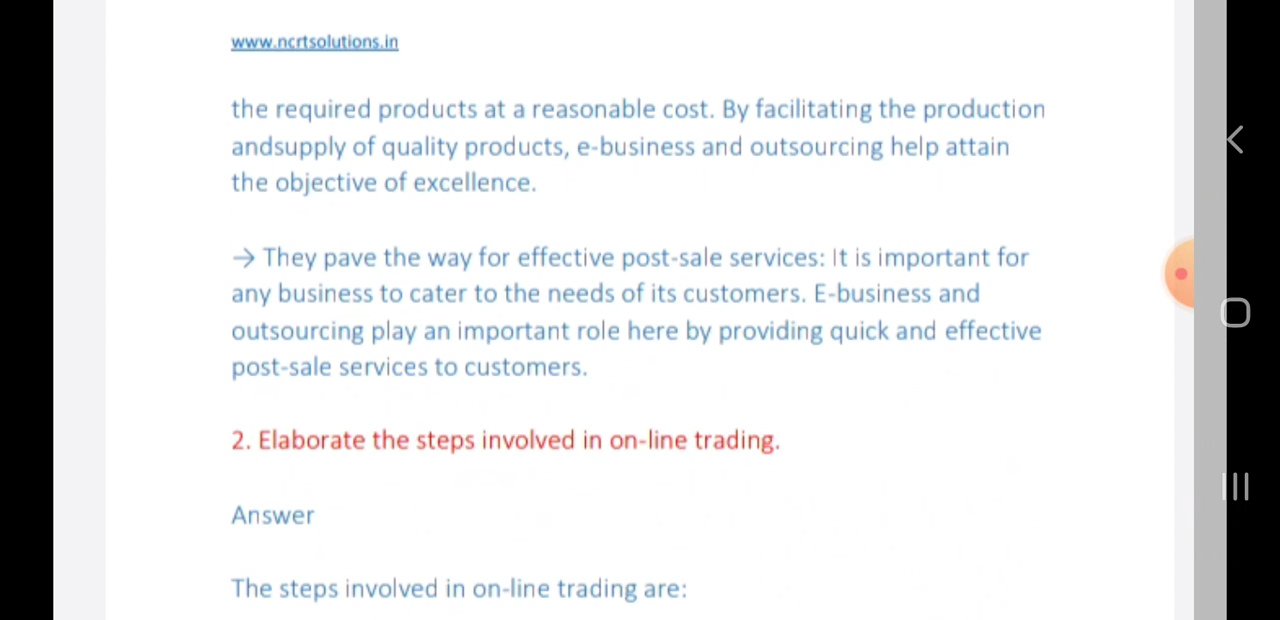 www.ncrtsolutions.in
the required products at a reasonable cost. By facilitating the production
andsupply of quality products, e-business and outsourcing help attain
the objective of excellence.
→ They pave the way for effective post-sale services: It is important for
any business to cater to the needs of its customers. E-business and
outsourcing play an important role here by providing quick and effective
post-sale services to customers.
2. Elaborate the steps involved in on-line trading.
Answer
The steps involved in on-line trading are: